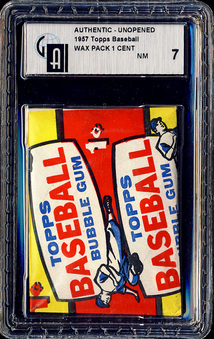 GAI
AUTHENTIC - UNOPENED
1957 Topps Baseball
WAX PACK 1 CENT
NM 7
1¢
TOPPS
BASEBALL
BUBBLE GUM
TOPPS
BASEBALL
BUBBLE GUM